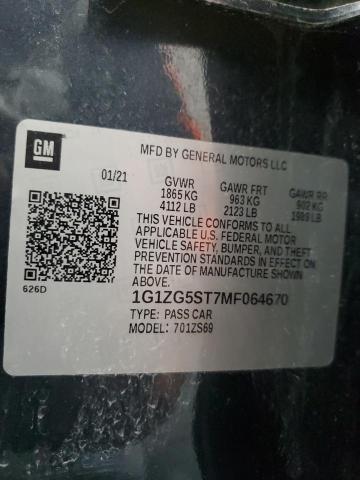 GM
MFD BY GENERAL MOTORS LLC
01/21 GVWR GAWR FRT GAWR RR
1865 KG 963 KG 902 KG
4112 LB 2123 LB 1989 LB
THIS VEHICLE CONFORMS TO ALL
APPLICABLE U.S. FEDERAL MOTOR
VEHICLE SAFETY, BUMPER, AND THEFT
PREVENTION STANDARDS IN EFFECT ON
THE DATE OF MANUFACTURE SHOWN
ABOVE.
626D
1G1ZG5ST7MF064670
TYPE: PASS CAR
MODEL: 701ZS69